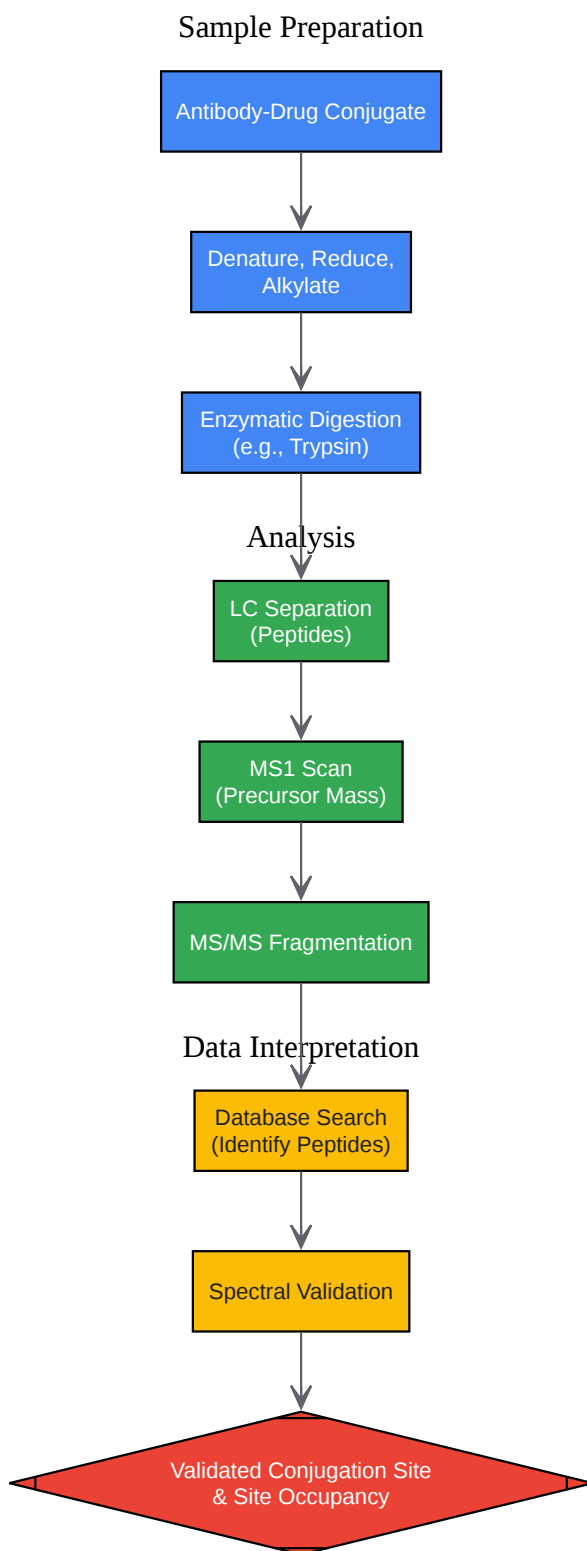 Sample Preparation
Antibody-Drug Conjugate
Denature, Reduce,
Alkylate
Enzymatic Digestion
(e.g., Trypsin)
Analysis
LC Separation
(Peptides)
MS1 Scan
(Precursor Mass)
MS/MS Fragmentation
Data Interpretation
Database Search
(Identify Peptides)
Spectral Validation
Validated Conjugation Site
& Site Occupancy